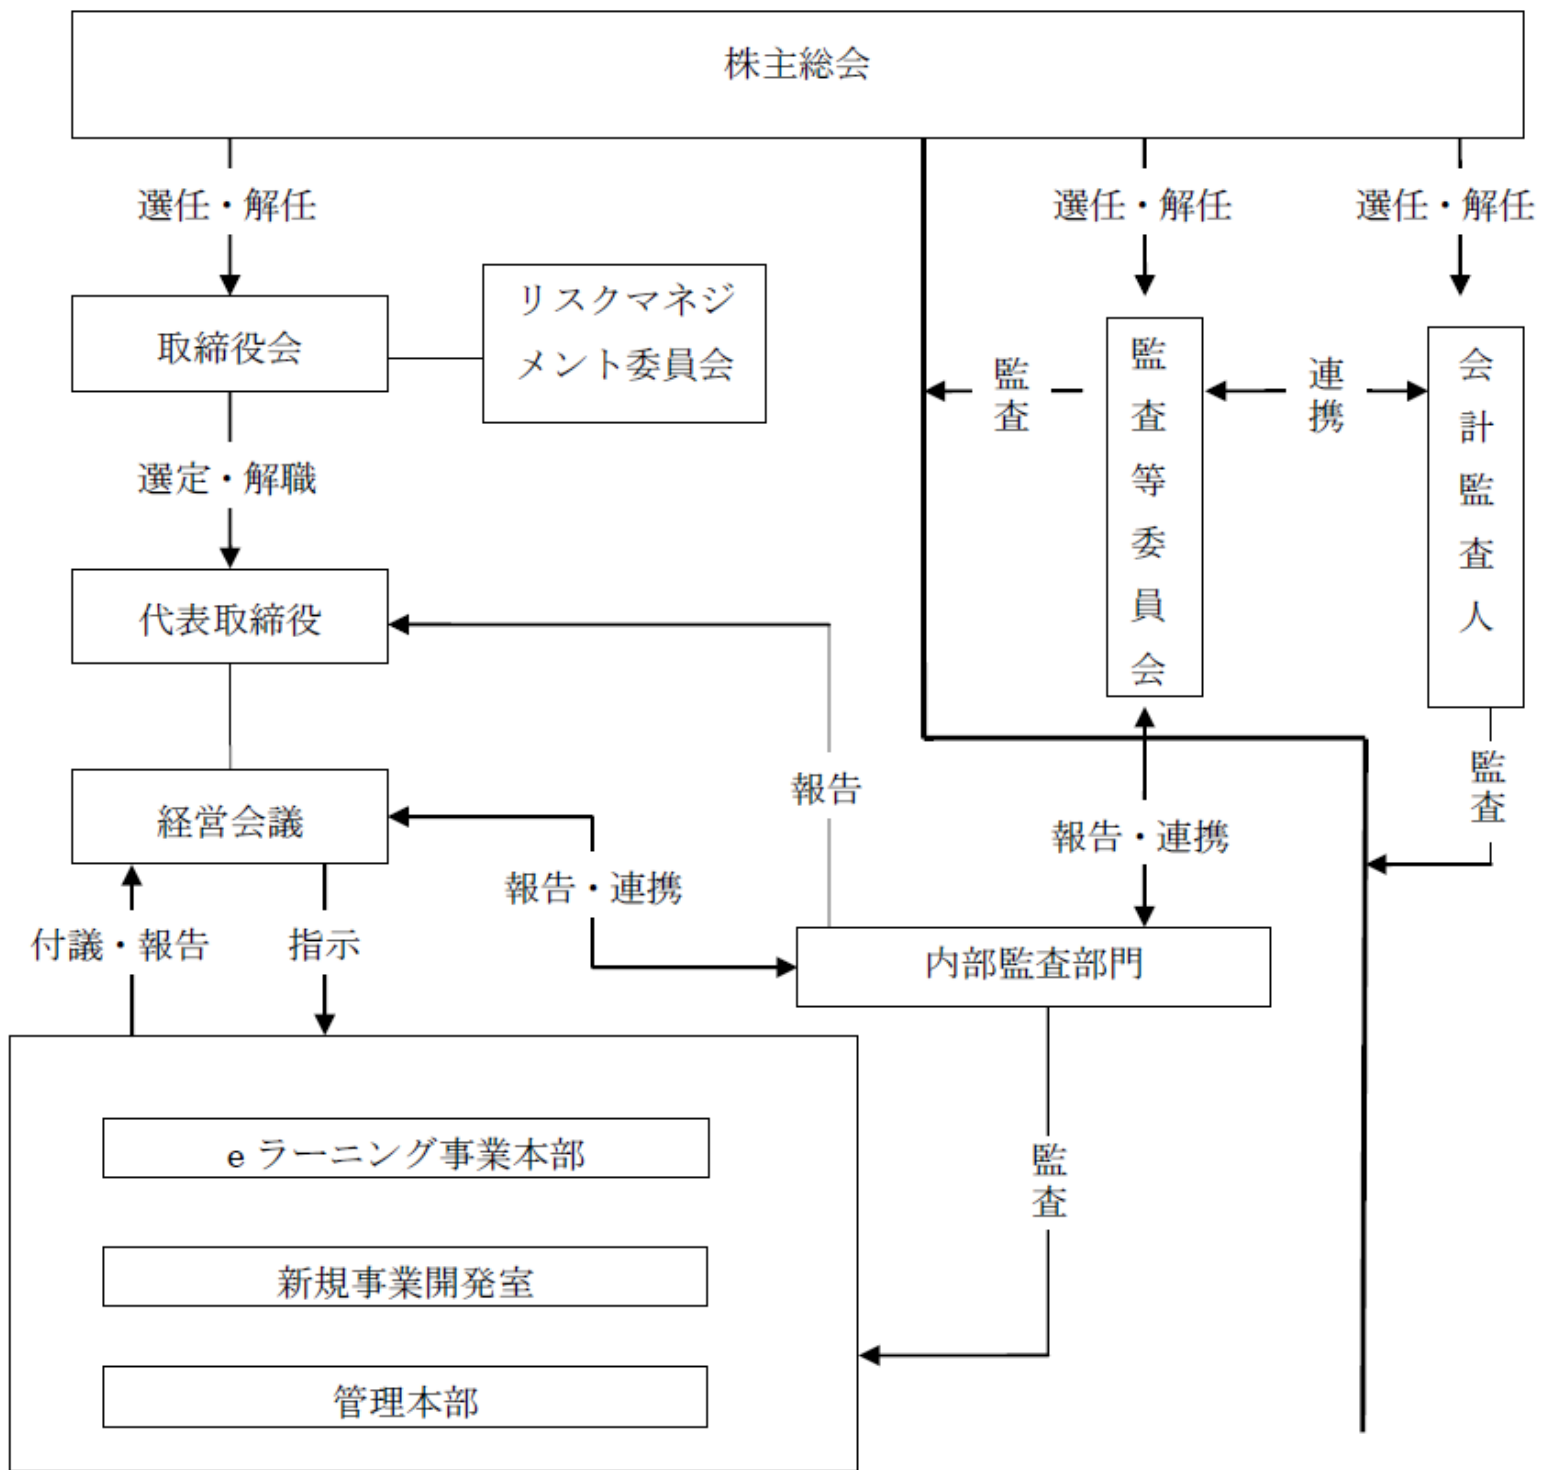 株主総会
選任・解任
選任・解任
選任・解任
取締役会
リスクマネジ
メント委員会
監査
監査等委員会
連携
会計監査人
選定・解職
代表取締役
経営会議
報告
報告・連携
監査
報告・連携
付議・報告
指示
内部監査部門
e ラーニング事業本部
監査
新規事業開発室
管理本部